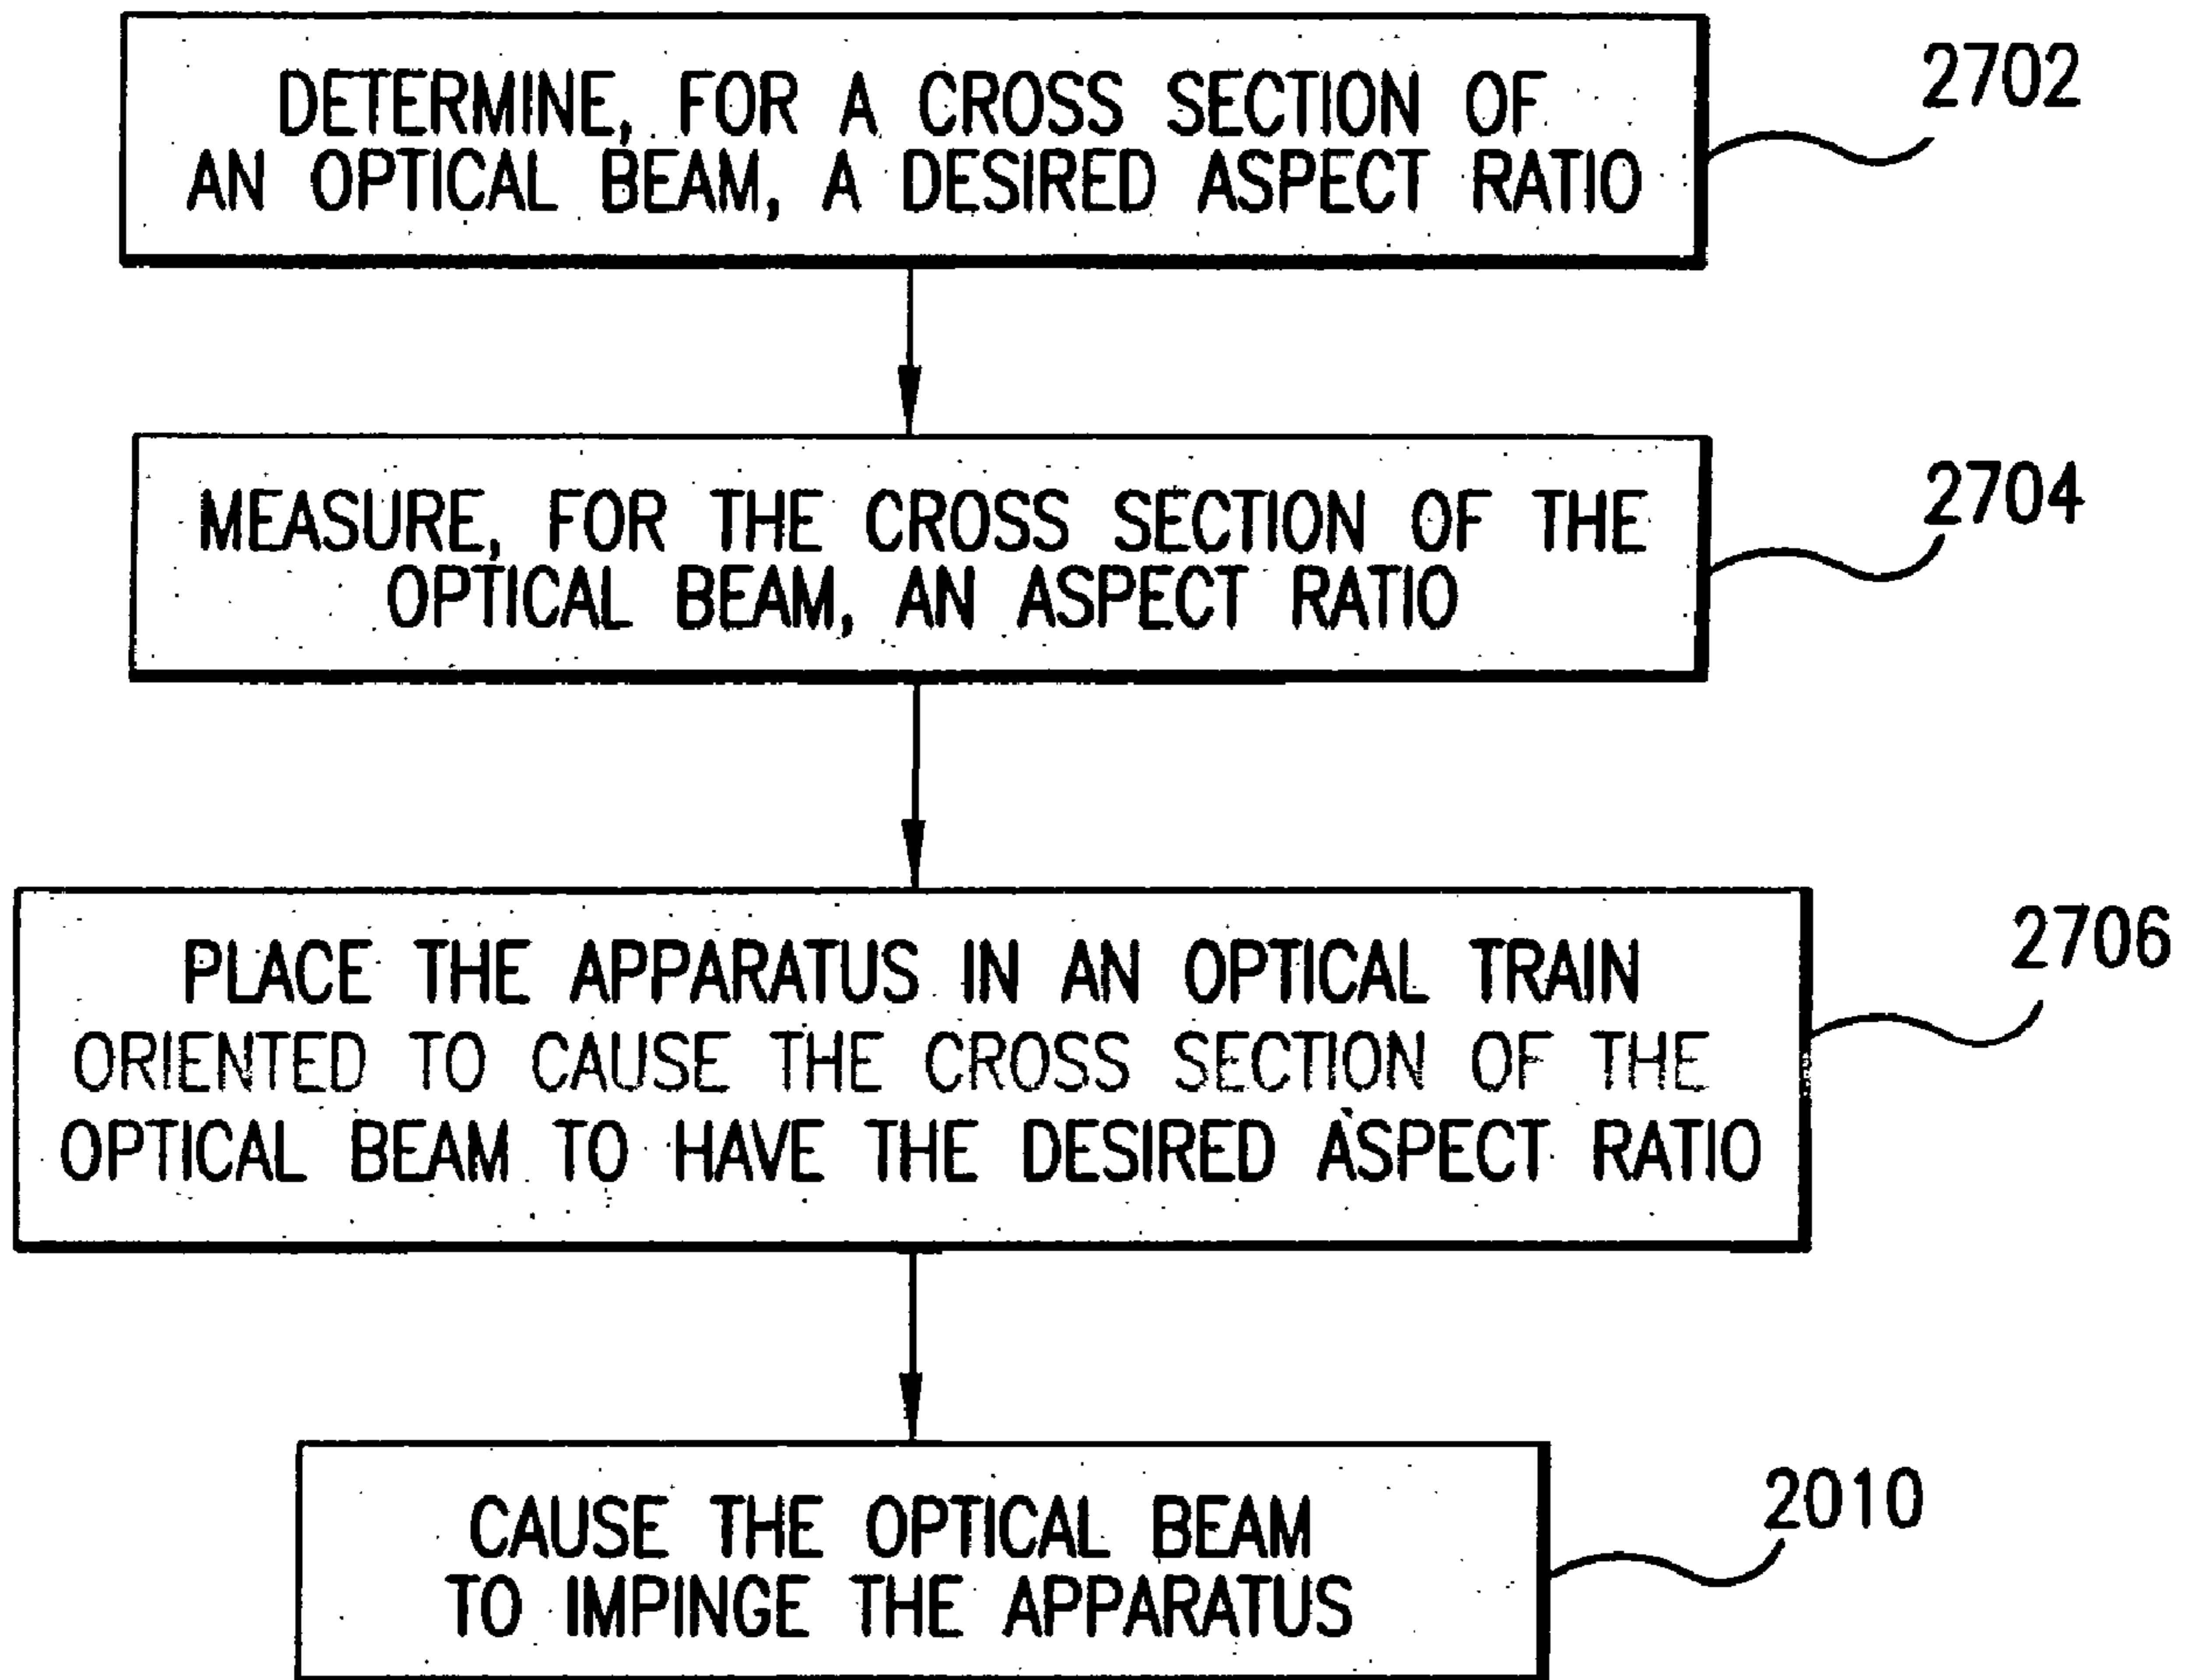 DETERMINE, FOR A CROSS SECTION OF
AN OPTICAL BEAM, A DESIRED ASPECT RATIO
2702
MEASURE, FOR THE CROSS SECTION OF THE
OPTICAL BEAM, AN ASPECT RATIO
2704
PLACE THE APPARATUS IN AN OPTICAL TRAIN
ORIENTED TO CAUSE THE CROSS SECTION OF THE
OPTICAL BEAM TO HAVE THE DESIRED ASPECT RATIO
2706
CAUSE THE OPTICAL BEAM
TO IMPINGE THE APPARATUS
2010